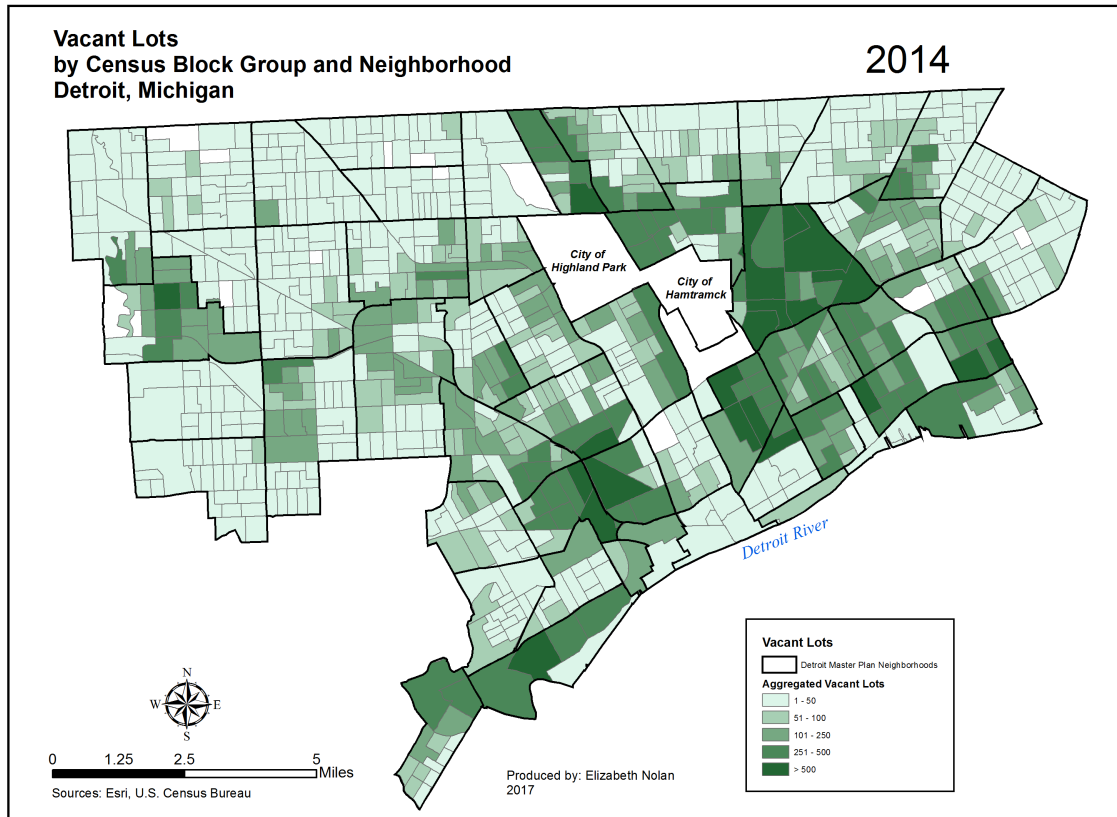 Vacant Lots
by Census Block Group and Neighborhood
Detroit, Michigan
2014
City of
Highland Park
City of
Hamtramck
Detroit River
N
W E
S
0 1.25 2.5 5
Miles
Sources: Esri, U.S. Census Bureau
Produced by: Elizabeth Nolan
2017
Vacant Lots
Detroit Master Plan Neighborhoods
Aggregated Vacant Lots
1 - 50
51 - 100
101 - 250
251 - 500
> 500